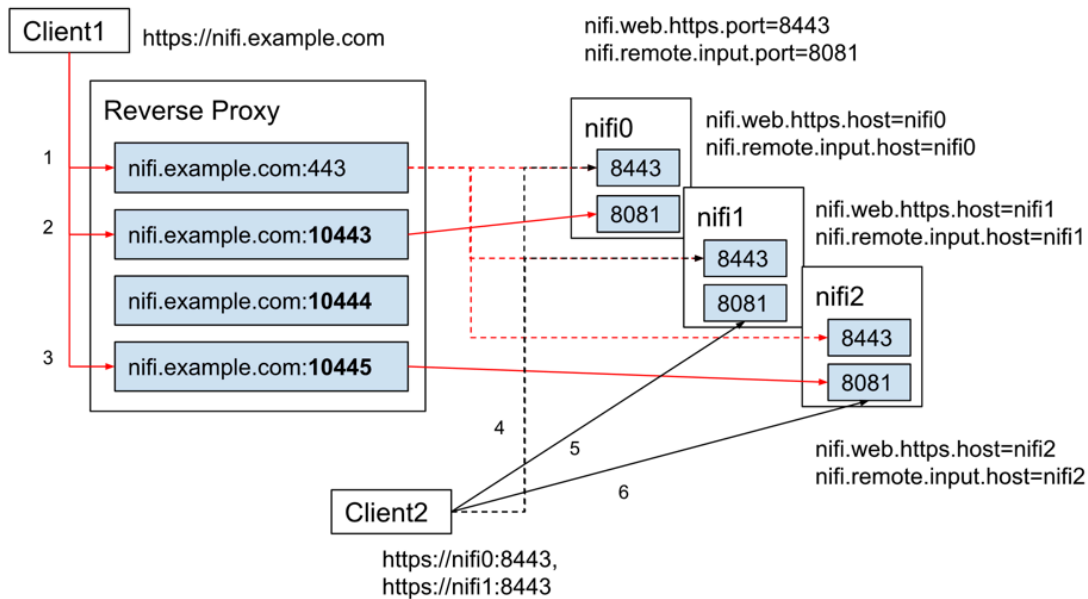 Client1
https://nifi.example.com
nifi.web.https.port=8443
nifi.remote.input.port=8081
Reverse Proxy
1
nifi.example.com:443
2
nifi.example.com:10443
nifi.example.com:10444
3
nifi.example.com:10445
nifi0
8443
8081
nifi.web.https.host=nifi0
nifi.remote.input.host=nifi0
nifi1
8443
8081
nifi.web.https.host=nifi1
nifi.remote.input.host=nifi1
nifi2
8443
8081
nifi.web.https.host=nifi2
nifi.remote.input.host=nifi2
4
5
6
Client2
https://nifi0:8443,
https://nifi1:8443